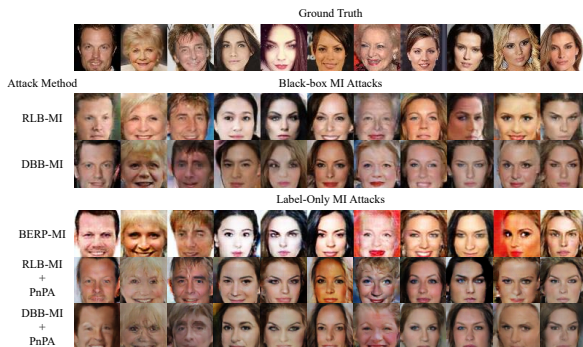 Ground Truth
Attack Method
Black-box MI Attacks
RLB-MI
DBB-MI
Label-Only MI Attacks
BERP-MI
RLB-MI
+
PnPA
DBB-MI
+
PnPA